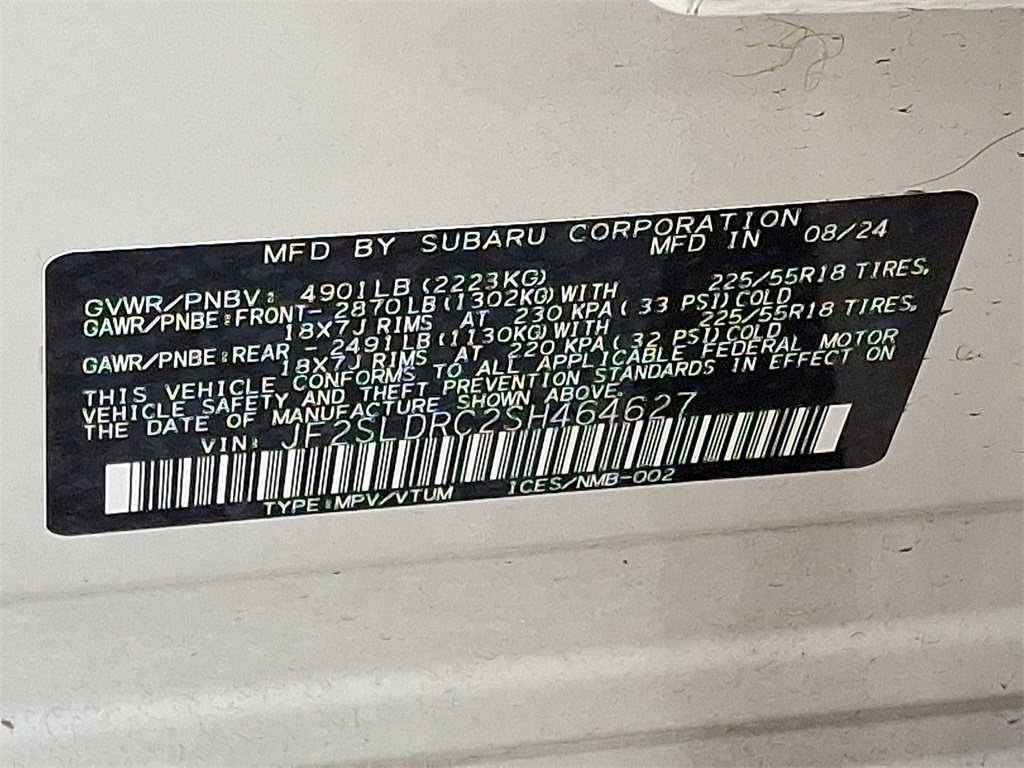 MFD BY SUBARU CORPORATION
MFD IN 08/24
GVWR/PNBV: 4901LB (2223KG)
GAWR/PNBE:FRONT- 2870LB (1302KG) WITH 225/55R18 TIRES,
18X7J RIMS AT 230 KPA ( 33 PSI) COLD
GAWR/PNBE:REAR - 2491LB (1130KG) WITH 225/55R18 TIRES,
18X7J RIMS AT 220 KPA ( 32 PSI) COLD
THIS VEHICLE CONFORMS TO ALL APPLICABLE FEDERAL MOTOR
VEHICLE SAFETY AND THEFT PREVENTION STANDARDS IN EFFECT ON
THE DATE OF MANUFACTURE SHOWN ABOVE.
VIN: JF2SLDRC2SH464627
TYPE:MPV/VTUM ICES/NMB-002